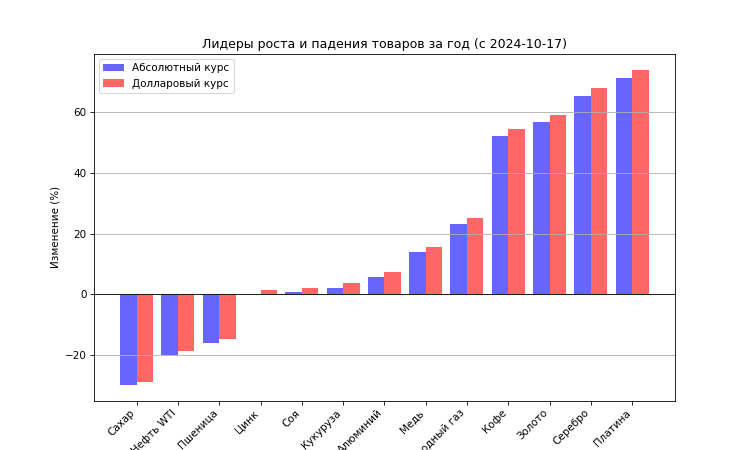 Лидеры роста и падения товаров за год (с 2024-10-17)
Абсолютный курс
Долларовый курс
Изменение (%)
60
40
20
0
−20
Сахар
Нефть WTI
Пшеница
Цинк
Соя
Кукуруза
Алюминий
Медь
одный газ
Кофе
Золото
Серебро
Платина